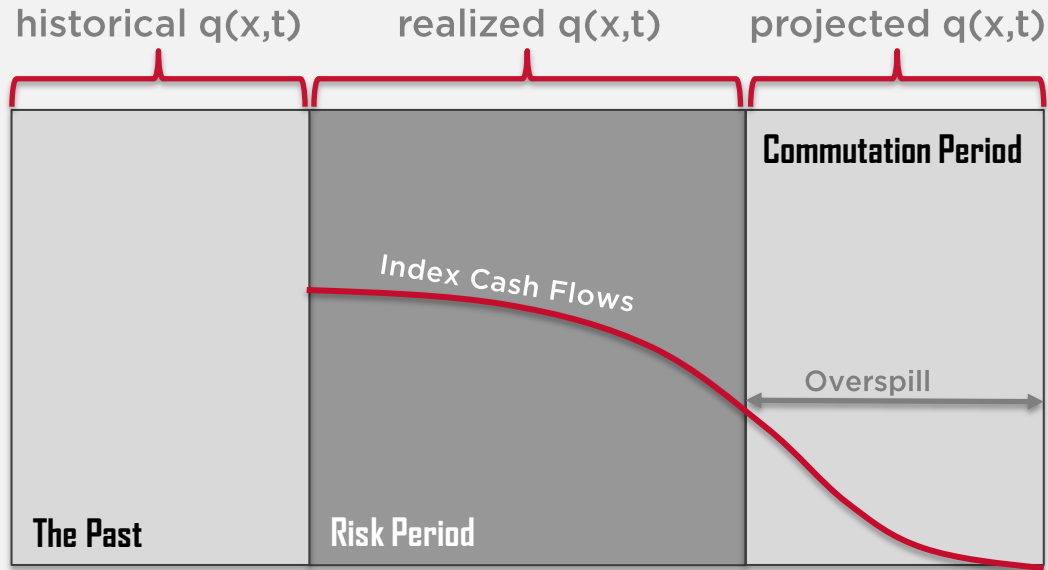 historical q(x,t)
realized q(x,t)
projected q(x,t)
Commutation Period
Index Cash Flows
Overspill
The Past
Risk Period